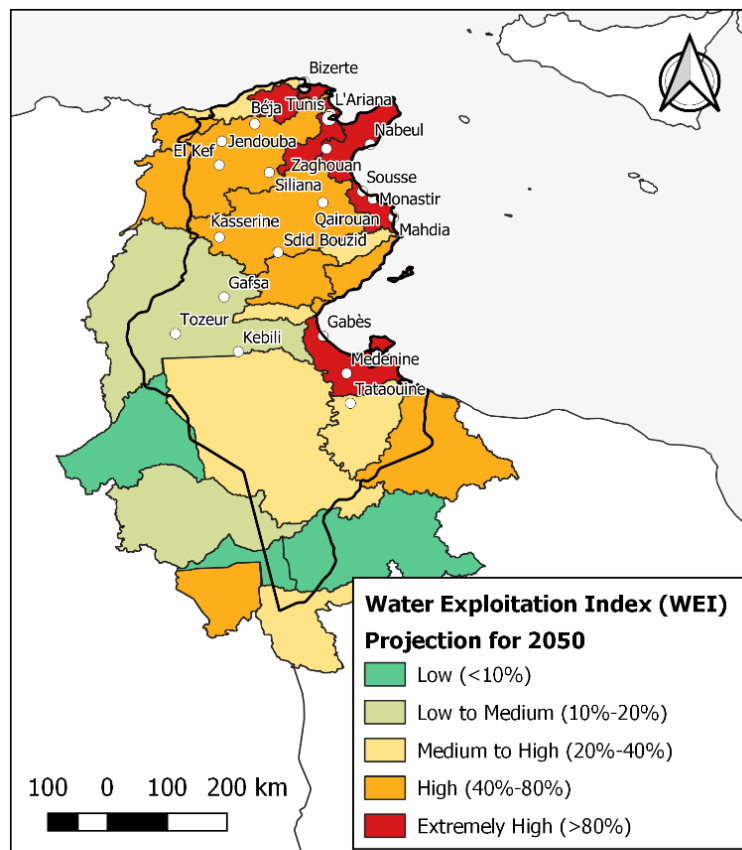 Bizerte
L'Ariana
Tunis
Béja
Nabeul
Jendouba
El Kef
Zaghouan
Siliana
Sousse
Monastir
Qairouan
Mahdia
Kasserine
Sdid Bouzid
Gafsa
Tozeur
Gabès
Kebili
Medenine
Tataouine
Water Exploitation Index (WEI)
Projection for 2050
Low (<10%)
Low to Medium (10%-20%)
Medium to High (20%-40%)
High (40%-80%)
Extremely High (>80%)
100 0 100 200 km